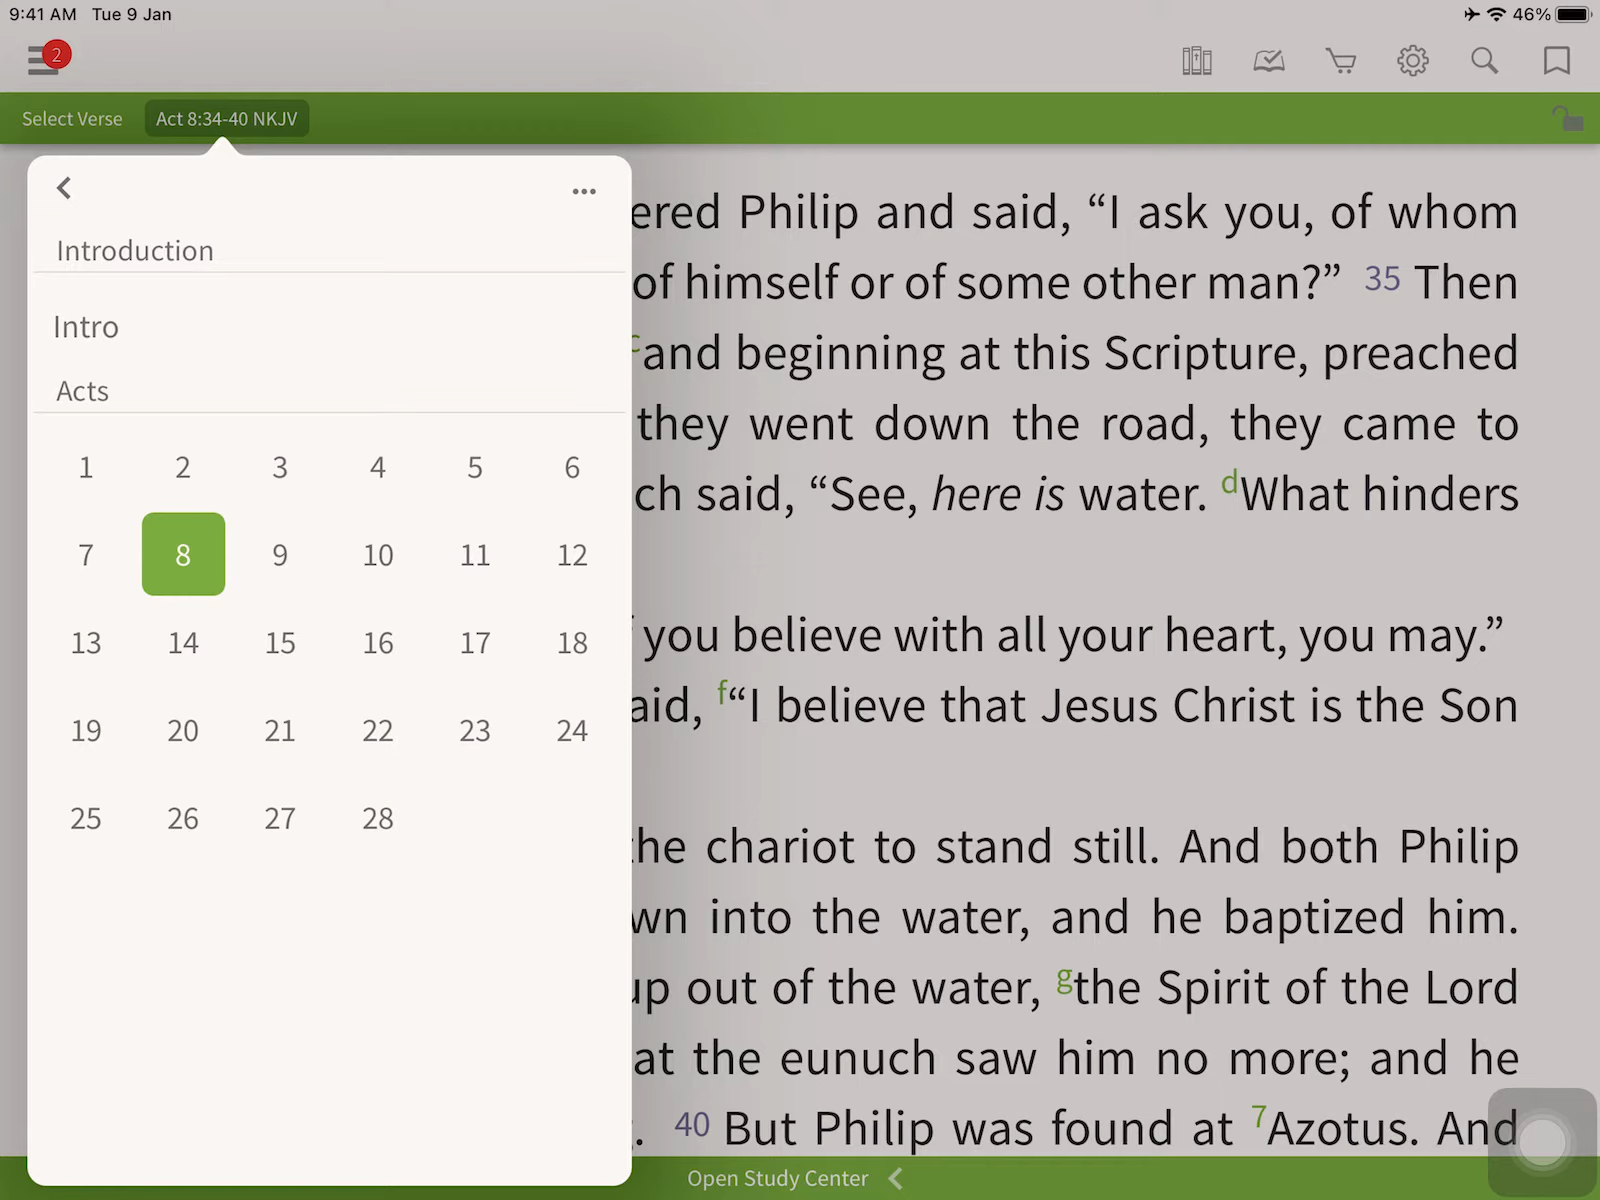 9:41 AM Tue 9 Jan
46%
2
Select Verse Act 8:34-40 NKJV
Introduction
Intro
Acts
1 2 3 4 5 6
7 8 9 10 11 12
13 14 15 16 17 18
19 20 21 22 23 24
25 26 27 28
ered Philip and said, “I ask you, of whom
of himself or of some other man?” 35 Then
cand beginning at this Scripture, preached
they went down the road, they came to
ch said, “See, here is water. dWhat hinders
you believe with all your heart, you may.”
aid, f“I believe that Jesus Christ is the Son
the chariot to stand still. And both Philip
wn into the water, and he baptized him.
up out of the water, gthe Spirit of the Lord
at the eunuch saw him no more; and he
. 40 But Philip was found at 7Azotus. And
Open Study Center